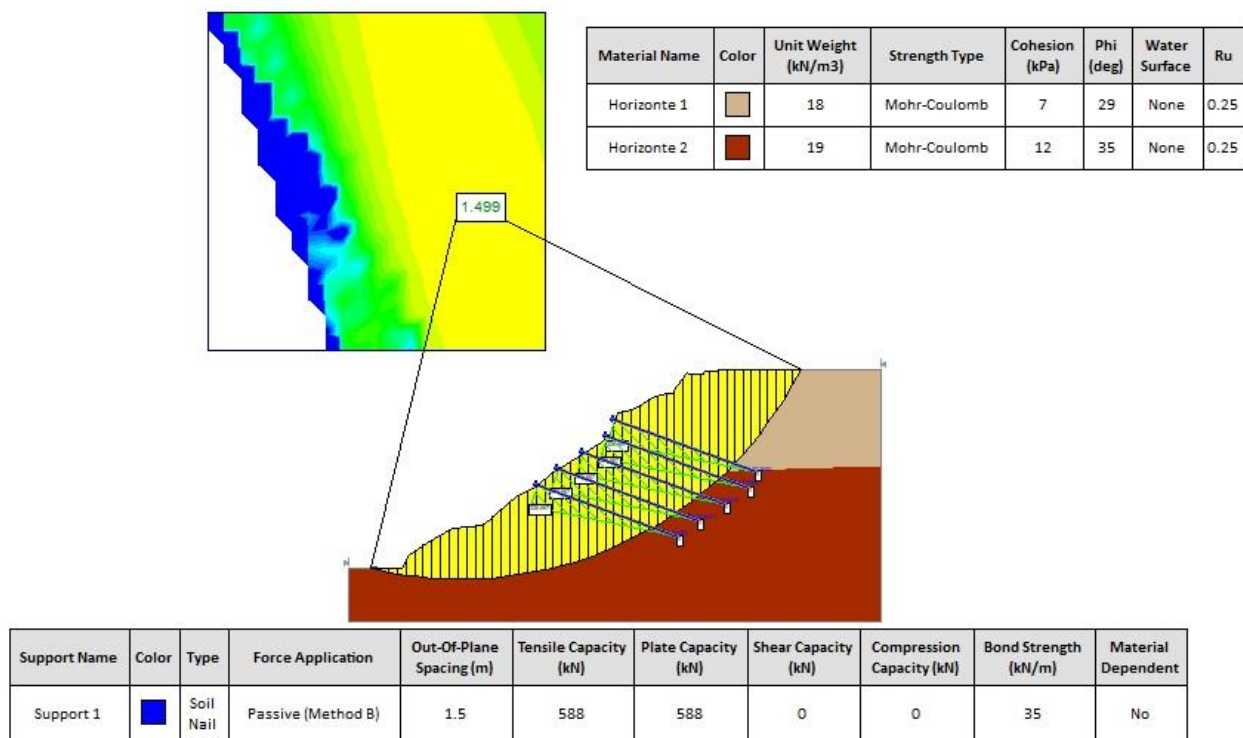 Material Name Color Unit Weight (kN/m3) Strength Type Cohesion (kPa) Phi (deg) Water Surface Ru
Horizonte 1 18 Mohr-Coulomb 7 29 None 0.25
Horizonte 2 19 Mohr-Coulomb 12 35 None 0.25
1.499
Support Name Color Type Force Application Out-Of-Plane Spacing (m) Tensile Capacity (kN) Plate Capacity (kN) Shear Capacity (kN) Compression Capacity (kN) Bond Strength (kN/m) Material Dependent
Support 1 Soil Nail Passive (Method B) 1.5 588 588 0 0 35 No